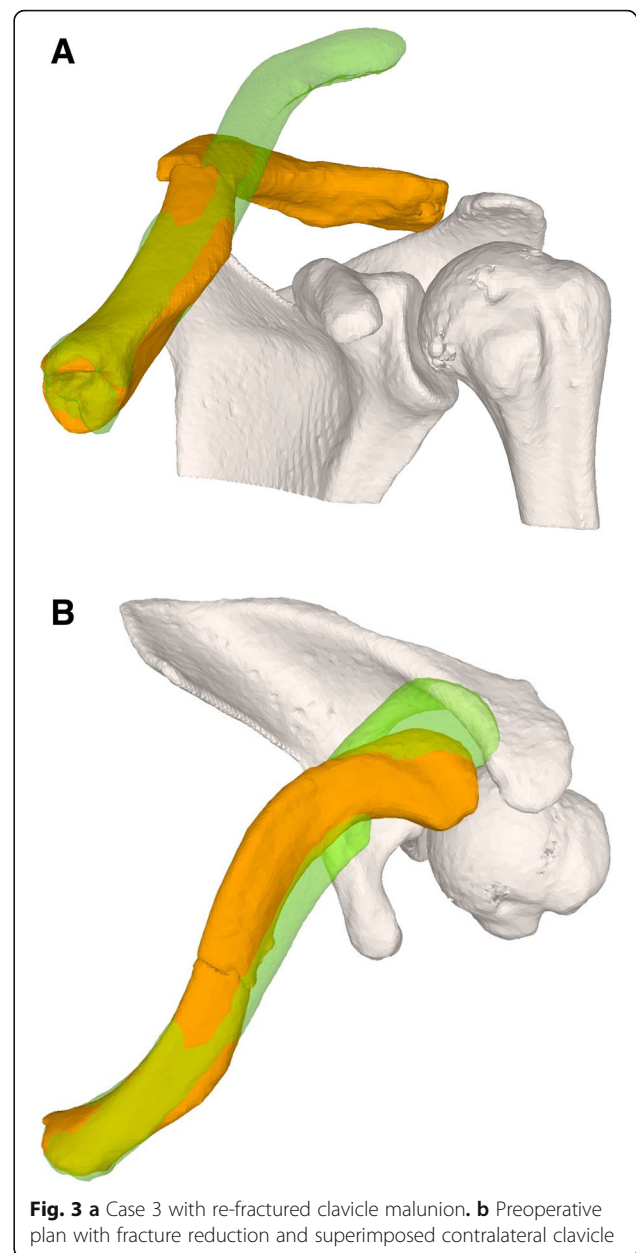 A
B
Fig. 3 a Case 3 with re-fractured clavicle malunion. b Preoperative
plan with fracture reduction and superimposed contralateral clavicle